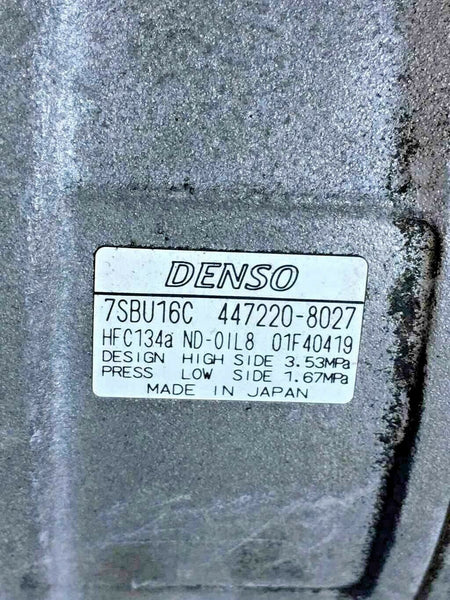 DENSO
7SBU16C 447220-8027
HFC134a ND-OIL8 01F40419
DESIGN HIGH SIDE 3.53MPa
PRESS LOW SIDE 1.67MPa
MADE IN JAPAN